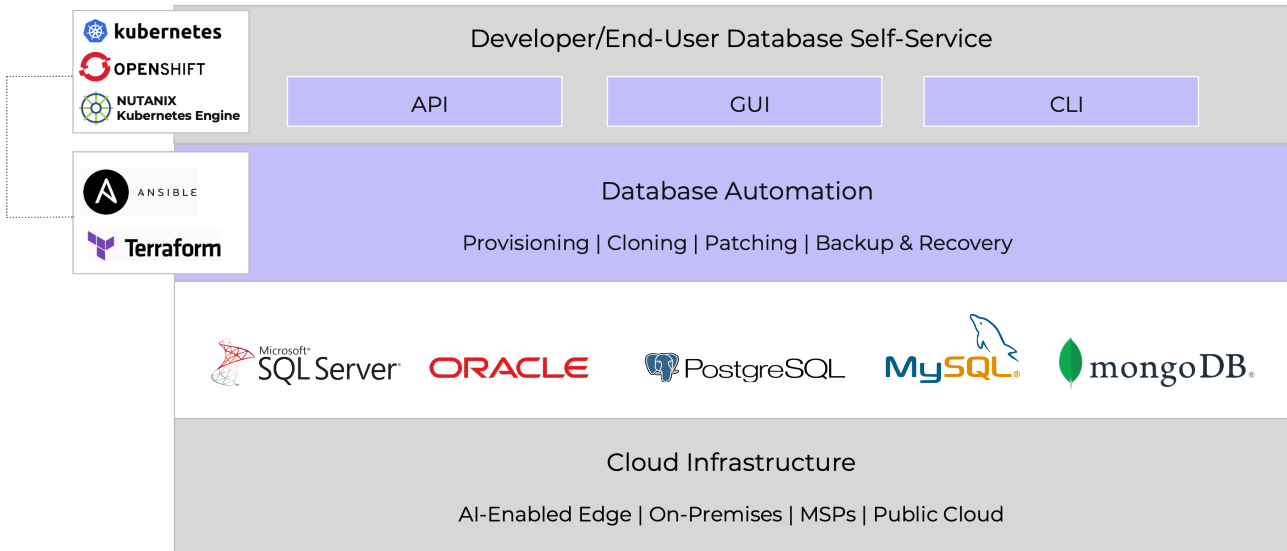 kubernetes
OPENSHIFT
NUTANIX
Kubernetes Engine
Developer/End-User Database Self-Service
API
GUI
CLI
ANSIBLE
Terraform
Database Automation
Provisioning | Cloning | Patching | Backup & Recovery
Microsoft®
SQL Server®
ORACLE
PostgreSQL
MySQL®
mongoDB®
Cloud Infrastructure
AI-Enabled Edge | On-Premises | MSPs | Public Cloud